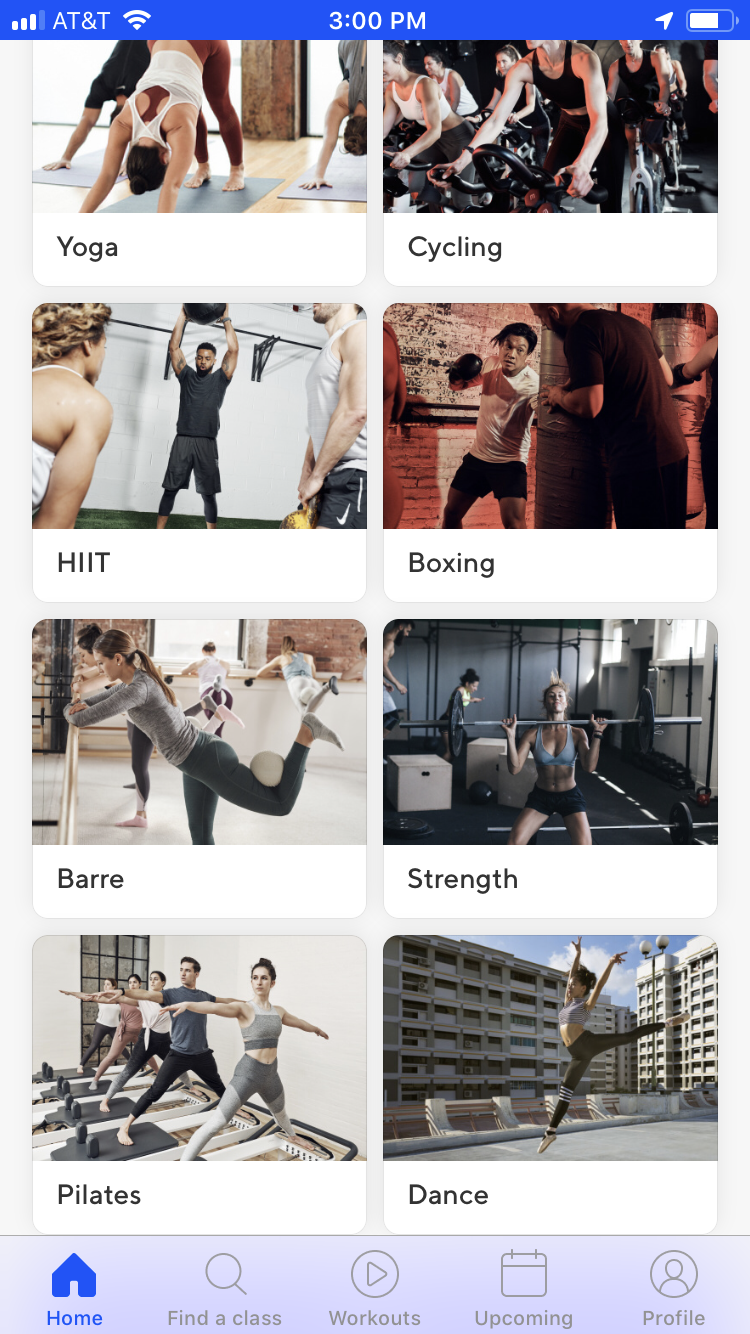 AT&T 3:00 PM
Yoga Cycling
HIIT Boxing
Barre Strength
Pilates Dance
Home Find a class Workouts Upcoming Profile